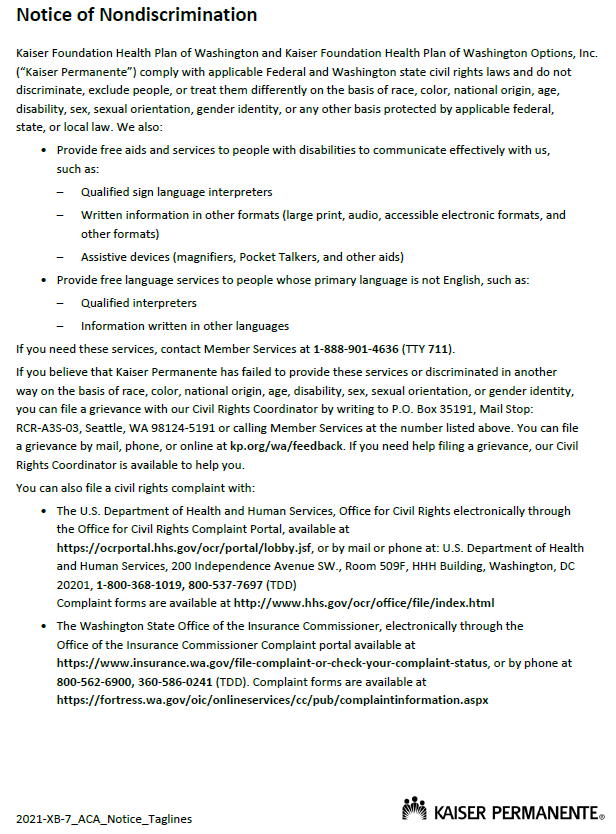 Notice of Nondiscrimination
Kaiser Foundation Health Plan of Washington and Kaiser Foundation Health Plan of Washington Options, Inc.
(“Kaiser Permanente”) comply with applicable Federal and Washington state civil rights laws and do not
discriminate, exclude people, or treat them differently on the basis of race, color, national origin, age,
disability, sex, sexual orientation, gender identity, or any other basis protected by applicable federal,
state, or local law. We also:
• Provide free aids and services to people with disabilities to communicate effectively with us,
such as:
– Qualified sign language interpreters
– Written information in other formats (large print, audio, accessible electronic formats, and
other formats)
– Assistive devices (magnifiers, Pocket Talkers, and other aids)
• Provide free language services to people whose primary language is not English, such as:
– Qualified interpreters
– Information written in other languages
If you need these services, contact Member Services at 1-888-901-4636 (TTY 711).
If you believe that Kaiser Permanente has failed to provide these services or discriminated in another
way on the basis of race, color, national origin, age, disability, sex, sexual orientation, or gender identity,
you can file a grievance with our Civil Rights Coordinator by writing to P.O. Box 35191, Mail Stop:
RCR-A3S-03, Seattle, WA 98124-5191 or calling Member Services at the number listed above. You can file
a grievance by mail, phone, or online at kp.org/wa/feedback. If you need help filing a grievance, our Civil
Rights Coordinator is available to help you.
You can also file a civil rights complaint with:
• The U.S. Department of Health and Human Services, Office for Civil Rights electronically through
the Office for Civil Rights Complaint Portal, available at
https://ocrportal.hhs.gov/ocr/portal/lobby.jsf, or by mail or phone at: U.S. Department of Health
and Human Services, 200 Independence Avenue SW., Room 509F, HHH Building, Washington, DC
20201, 1-800-368-1019, 800-537-7697 (TDD)
Complaint forms are available at http://www.hhs.gov/ocr/office/file/index.html
• The Washington State Office of the Insurance Commissioner, electronically through the
Office of the Insurance Commissioner Complaint portal available at
https://www.insurance.wa.gov/file-complaint-or-check-your-complaint-status, or by phone at
800-562-6900, 360-586-0241 (TDD). Complaint forms are available at
https://fortress.wa.gov/oic/onlineservices/cc/pub/complaintinformation.aspx
2021-XB-7_ACA_Notice_Taglines
KAISER PERMANENTE®